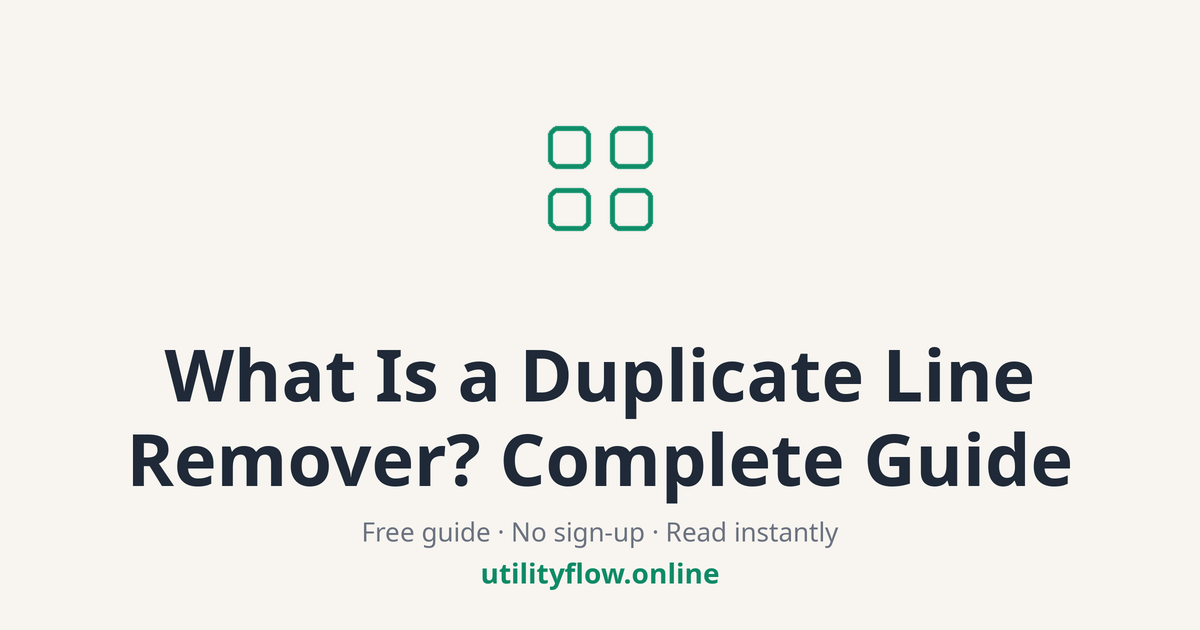 What Is a Duplicate Line
Remover? Complete Guide
Free guide · No sign-up · Read instantly
utilityflow.online